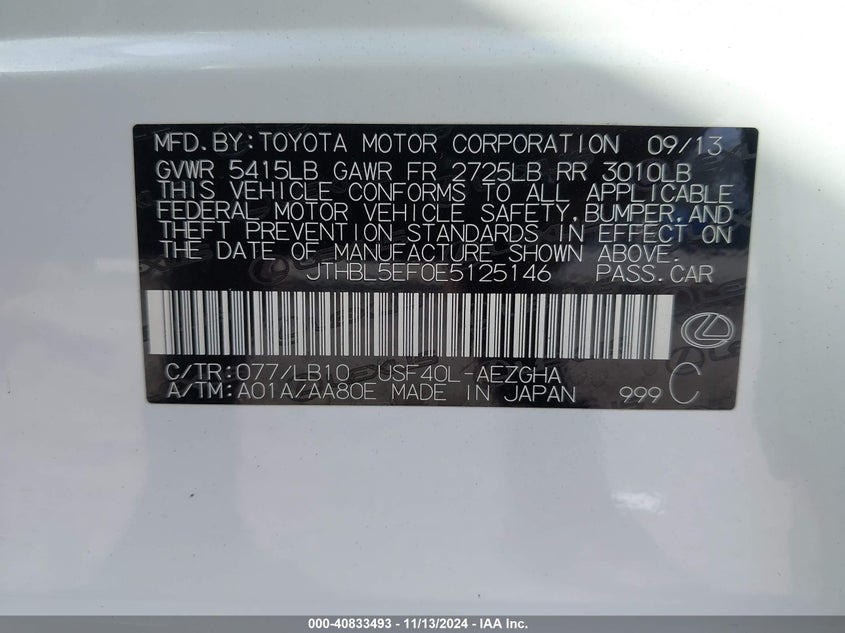 MFD.BY:TOYOTA MOTOR CORPORATION 09/13
GVWR 5415LB GAWR FR 2725LB RR 3010LB
THIS VEHICLE CONFORMS TO ALL APPLICABLE
FEDERAL MOTOR VEHICLE SAFETY,BUMPER,AND
THEFT PREVENTION STANDARDS IN EFFECT ON
THE DATE OF MANUFACTURE SHOWN ABOVE.
JTHBL5EF0E5125146 PASS.CAR
C/TR:077/LB10 USF40L-AEZGHA
A/TM:A01A/AA80E MADE IN JAPAN 999 C
000-40833493 - 11/13/2024 - IAA Inc.